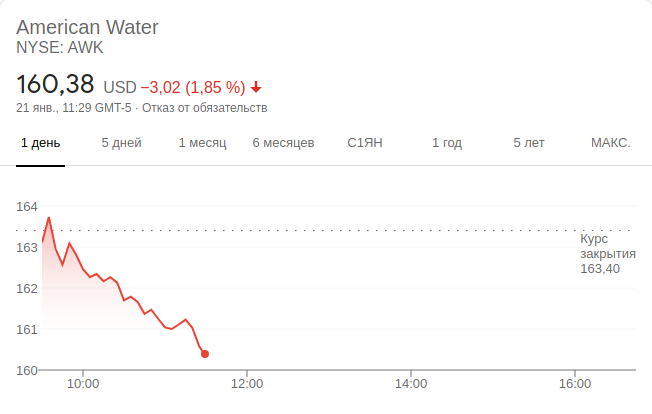 American Water
NYSE: AWK
160,38 USD −3,02 (1,85 %)
21 янв., 11:29 GMT-5 · Отказ от обязательств
1 день 5 дней 1 месяц 6 месяцев С1ЯН 1 год 5 лет МАКС.
164
163
162
161
160
Курс
закрытия
163,40
10:00 12:00 14:00 16:00